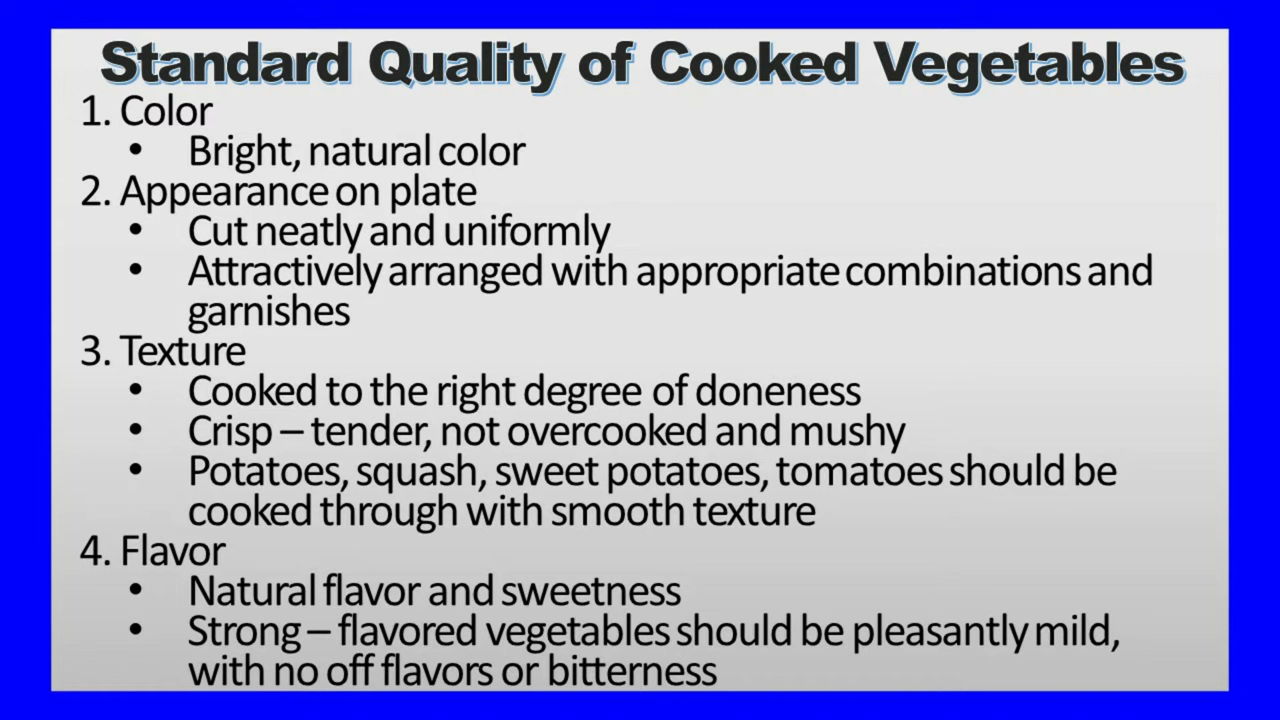 Standard Quality of Cooked Vegetables
1. Color
• Bright, natural color
2. Appearance on plate
• Cut neatly and uniformly
• Attractively arranged with appropriate combinations and
garnishes
3. Texture
• Cooked to the right degree of doneness
• Crisp – tender, not overcooked and mushy
• Potatoes, squash, sweet potatoes, tomatoes should be
cooked through with smooth texture
4. Flavor
• Natural flavor and sweetness
• Strong – flavored vegetables should be pleasantly mild,
with no off flavors or bitterness